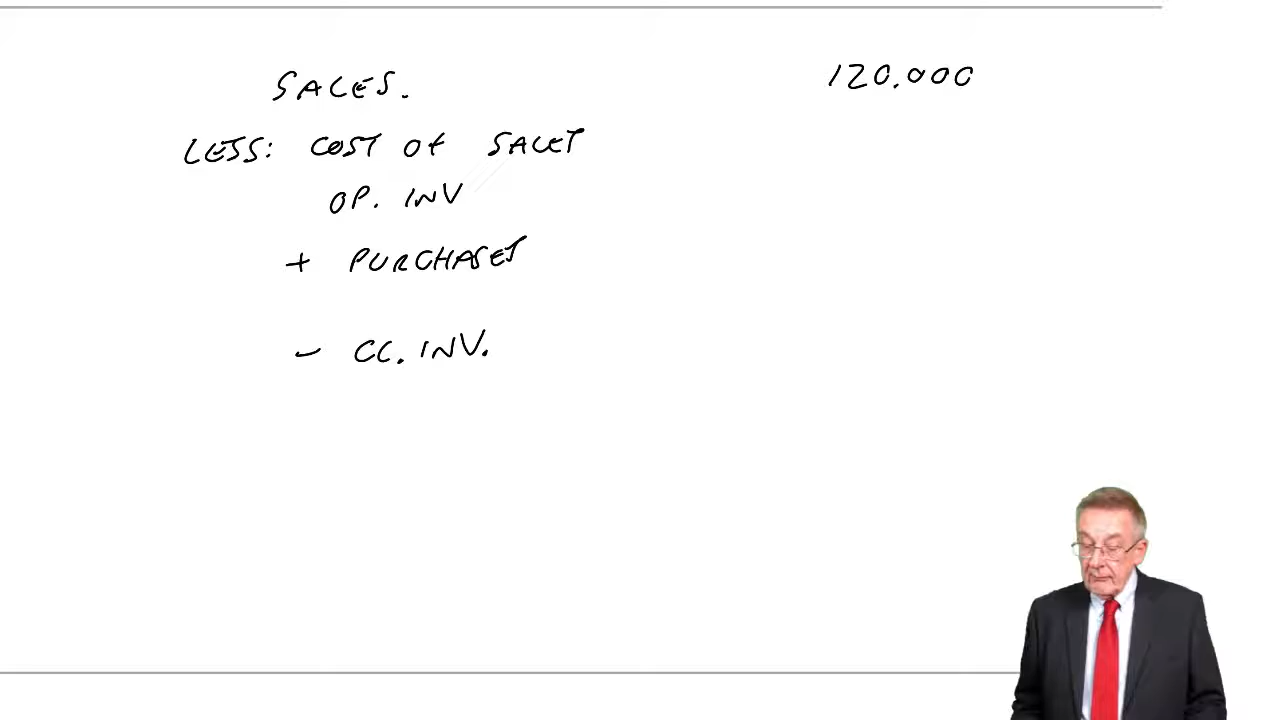 SALES. 120.000
LESS: COST OF SALES
OP. INV
+ PURCHASES
- CL. INV.